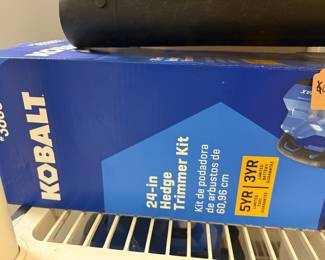 KOBALT
24-in
Hedge
Trimmer Kit
Kit de podadora
de arbustos de
60,96 cm
5YR
3YR